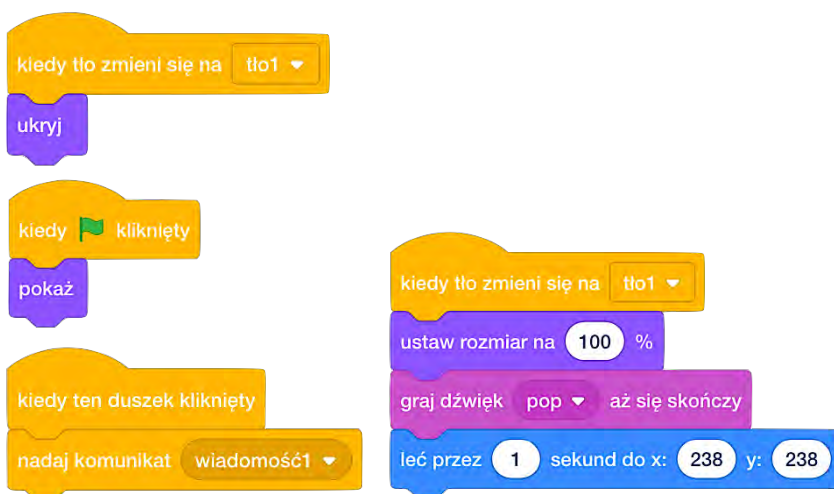 kiedy tło zmieni się na tło1
ukryj
kiedy kliknięty
pokaż
kiedy ten duszek kliknięty
nadaj komunikat wiadomość1
kiedy tło zmieni się na tło1
ustaw rozmiar na 100 %
graj dźwięk pop aż się skończy
leć przez 1 sekund do x: 238 y: 238